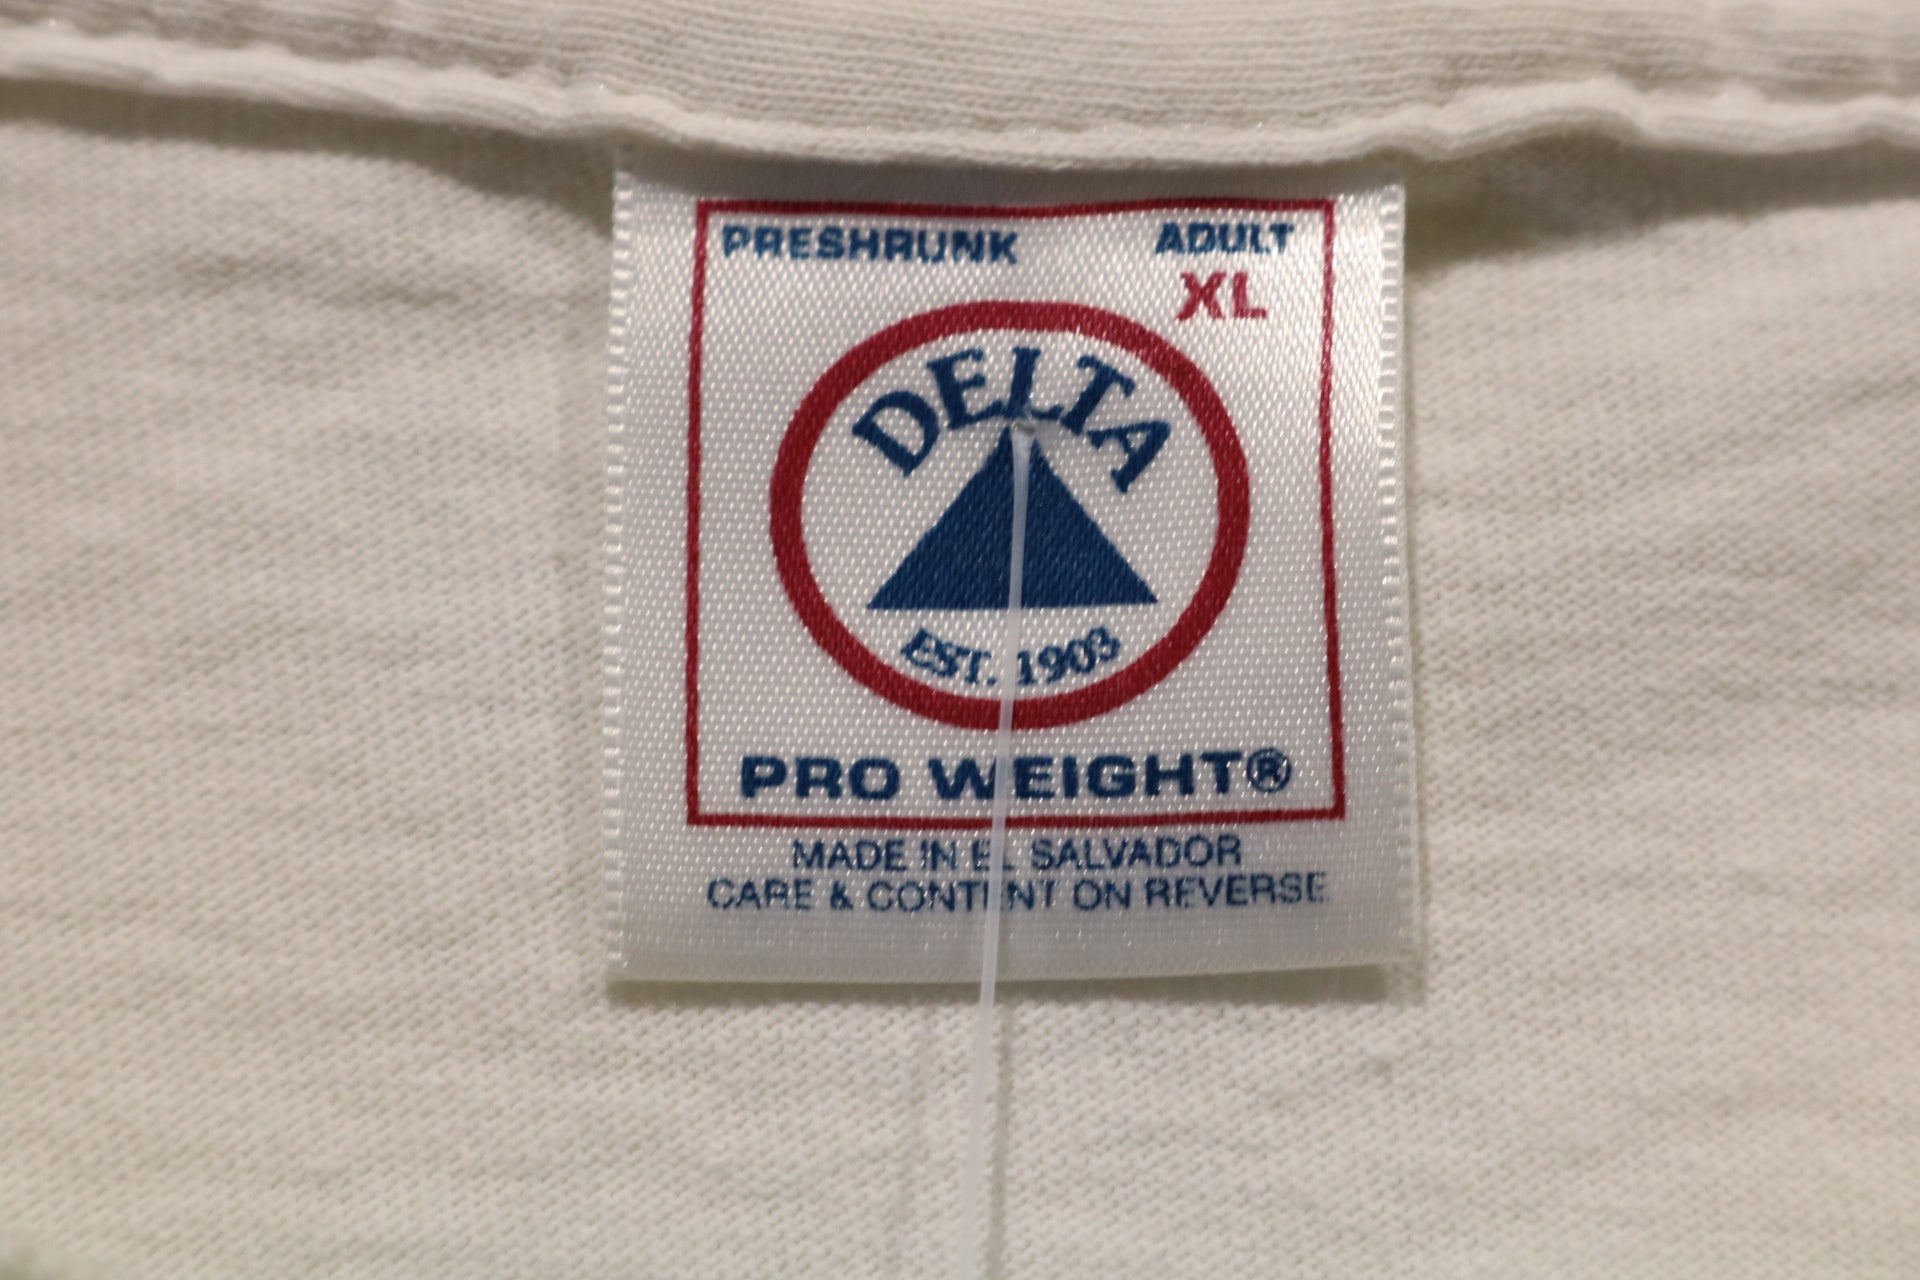 PRESHRUNK ADULT
XL
DELTA
EST. 1903
PRO WEIGHT®
MADE IN EL SALVADOR
CARE & CONTENT ON REVERSE